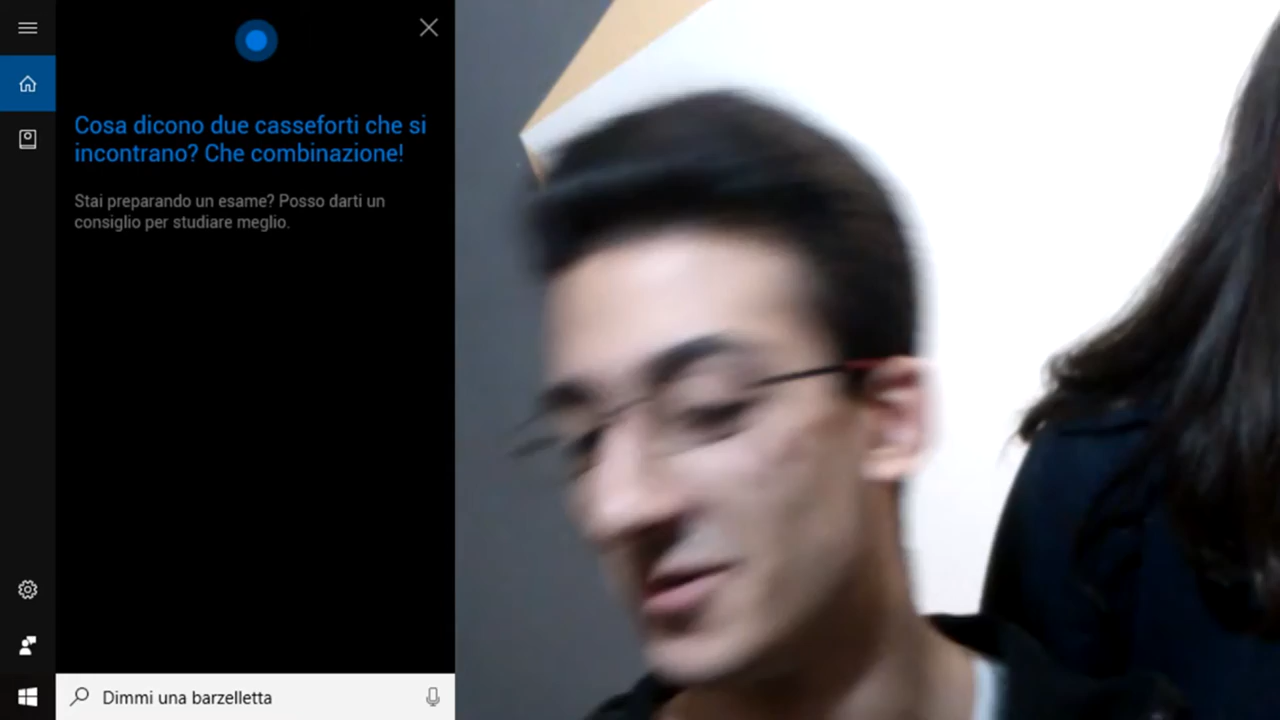 Cosa dicono due casseforti che si
incontrano? Che combinazione!
Stai preparando un esame? Posso darti un
consiglio per studiare meglio.
Dimmi una barzelletta